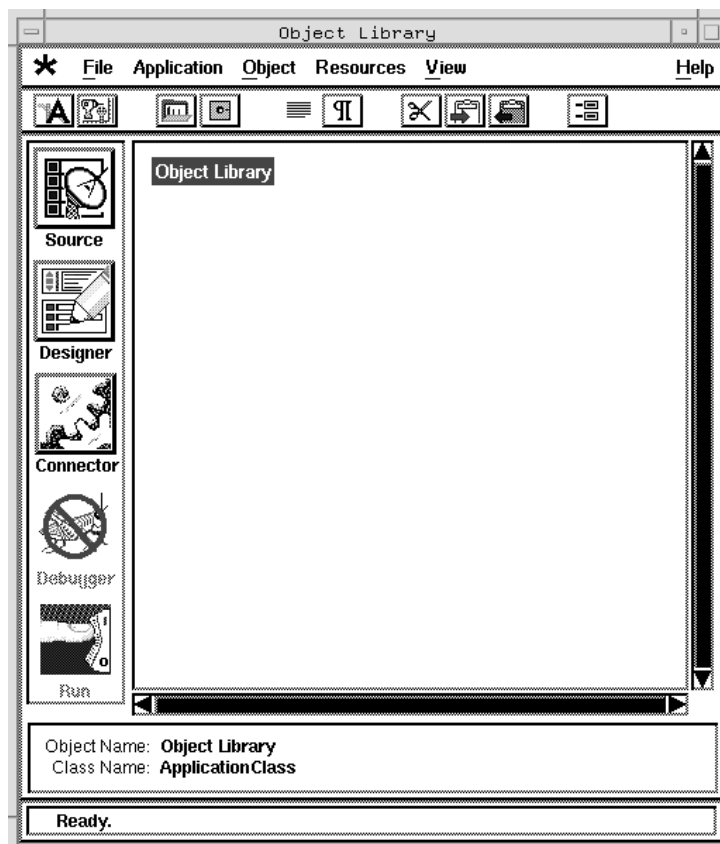 Object Library
File Application Object Resources View Help
Object Library
Source
Designer
Connector
Debugger
Run
Object Name: Object Library
Class Name: ApplicationClass
Ready.